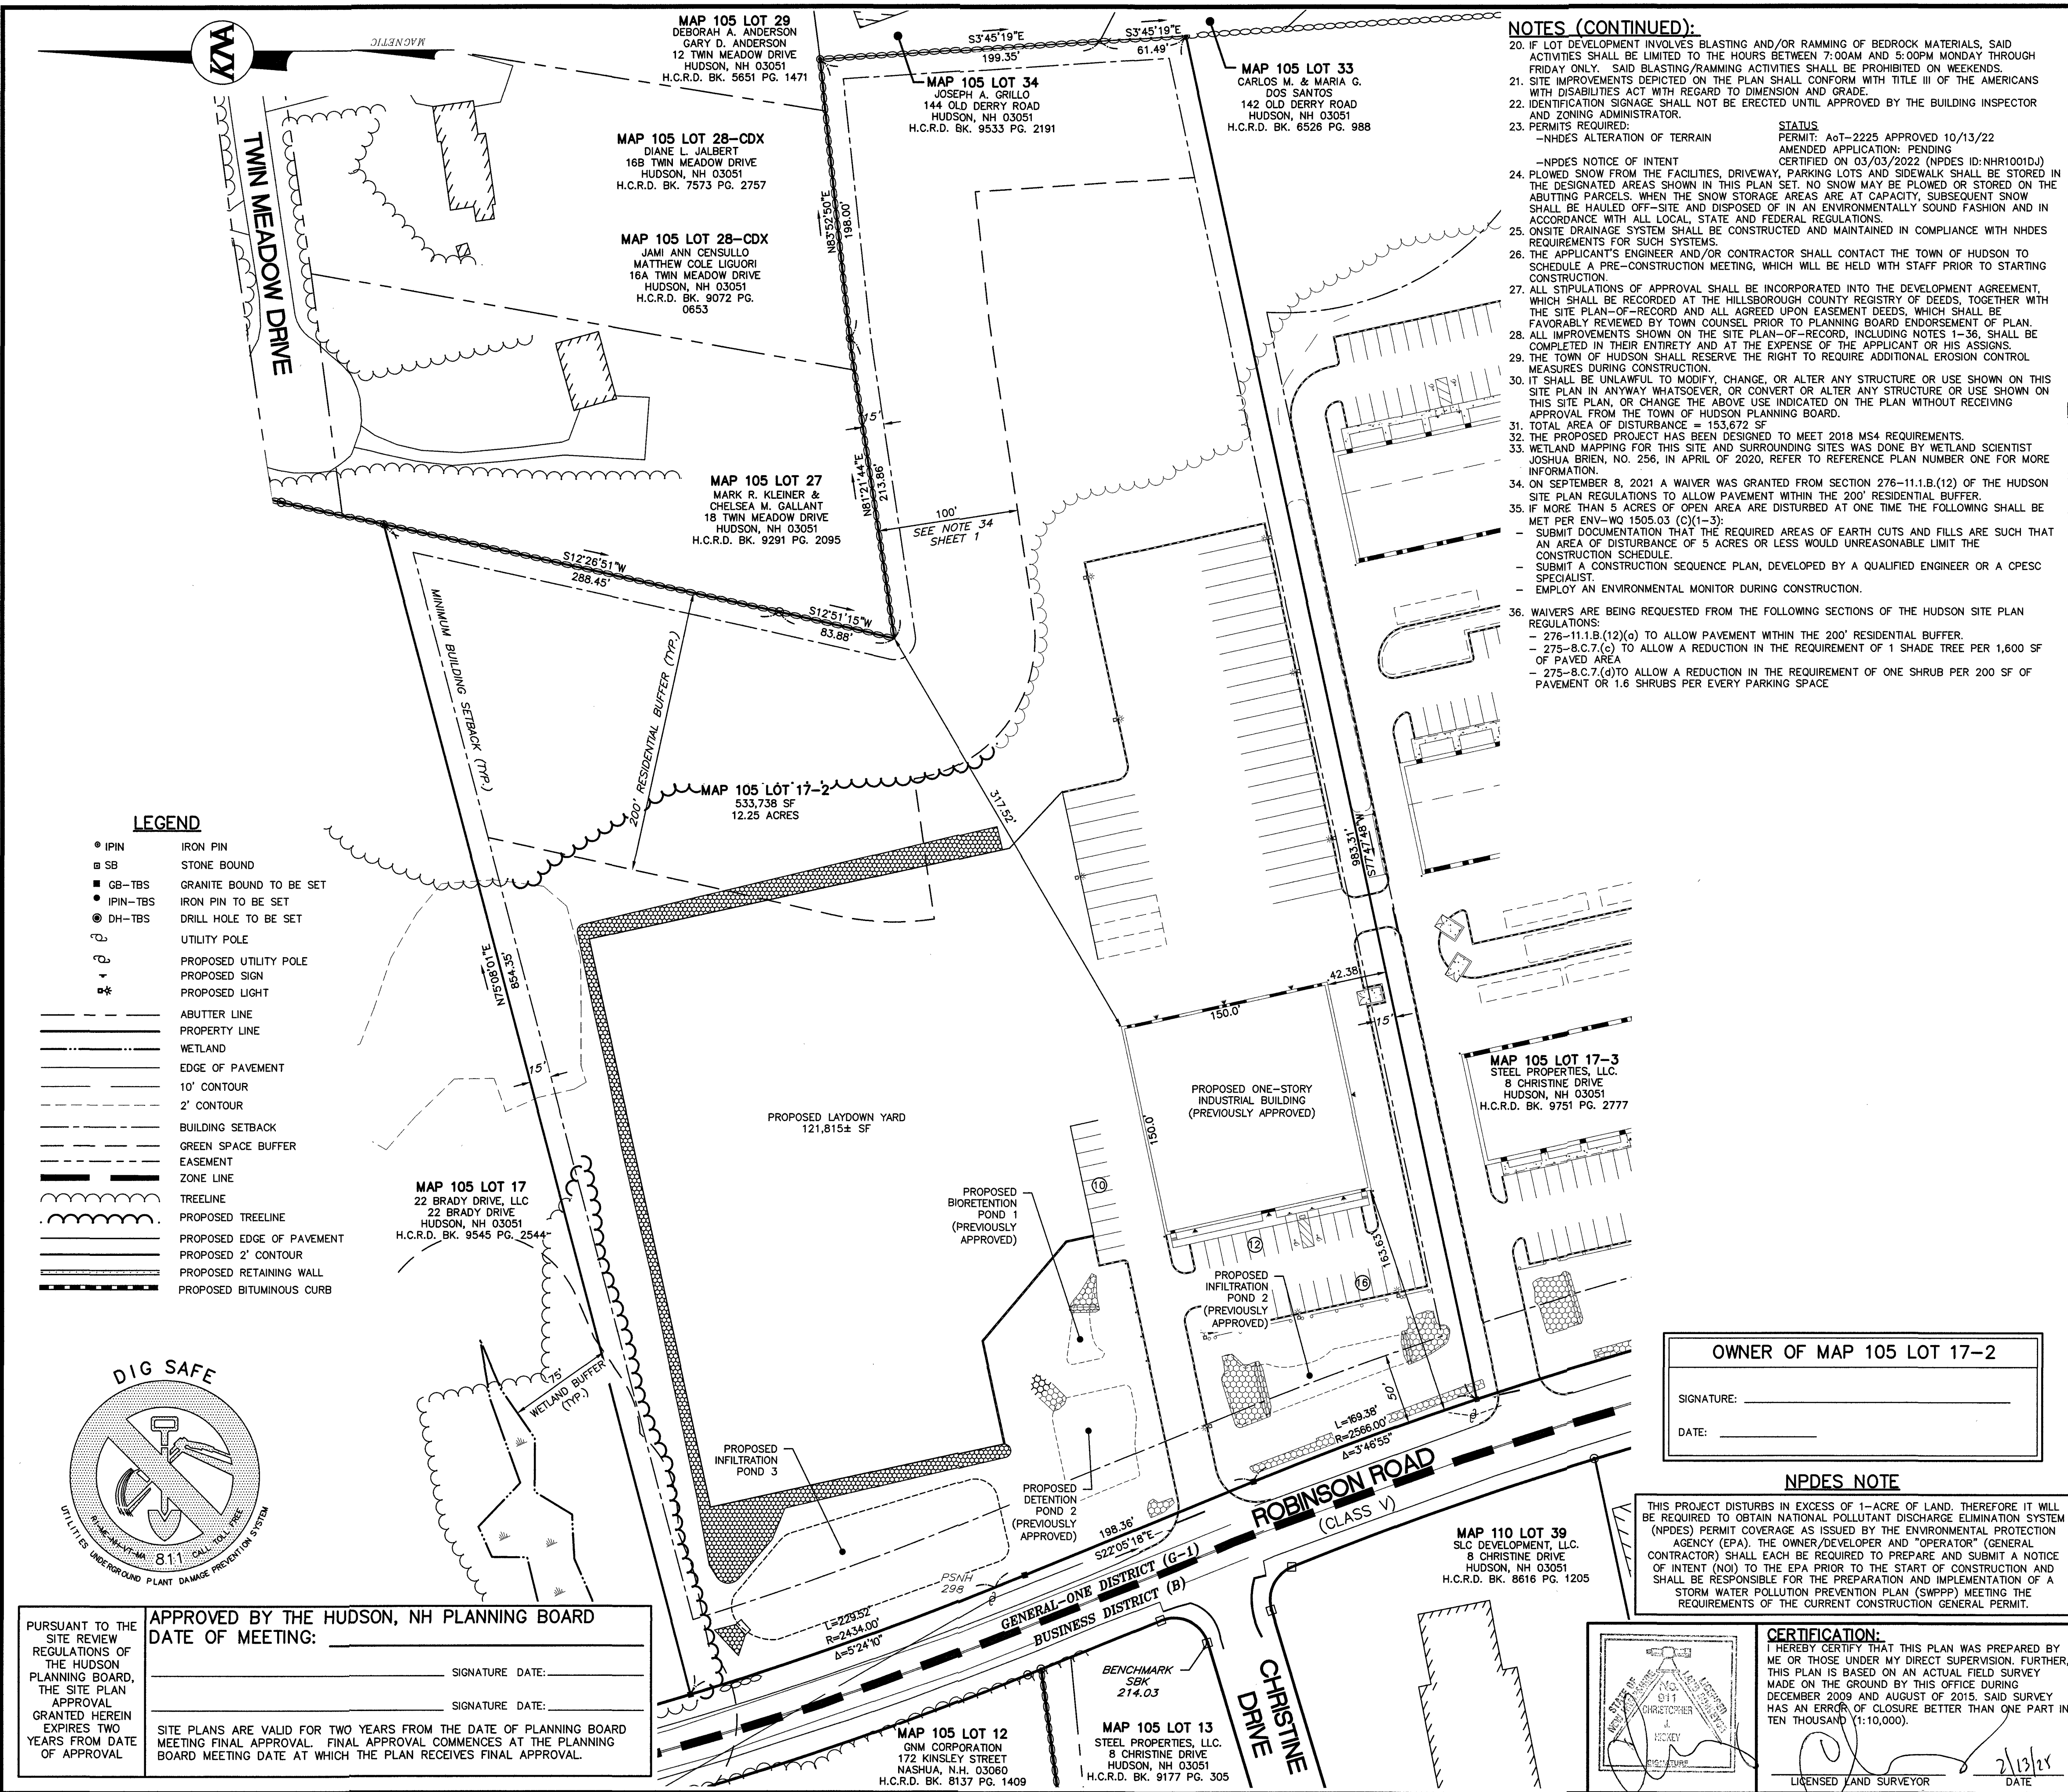 MAGNETIC
KNA
TWIN MEADOW DRIVE
MAP 105 LOT 29
DEBORAH A. ANDERSON
GARY D. ANDERSON
12 TWIN MEADOW DRIVE
HUDSON, NH 03051
H.C.R.D. BK. 5651 PG. 1471
MAP 105 LOT 28-CDX
DIANE L. JALBERT
16B TWIN MEADOW DRIVE
HUDSON, NH 03051
H.C.R.D. BK. 7573 PG. 2757
MAP 105 LOT 28-CDX
JAMI ANN CENSULLO
MATTHEW COLE LIGUORI
16A TWIN MEADOW DRIVE
HUDSON, NH 03051
H.C.R.D. BK. 9072 PG.
0653
MAP 105 LOT 27
MARK R. KLEINER &
CHELSEA M. GALLANT
18 TWIN MEADOW DRIVE
HUDSON, NH 03051
H.C.R.D. BK. 9291 PG. 2095
S3°45'19"E
199.35'
S3°45'19"E
61.49'
MAP 105 LOT 34
JOSEPH A. GRILLO
144 OLD DERRY ROAD
HUDSON, NH 03051
H.C.R.D. BK. 9533 PG. 2191
MAP 105 LOT 33
CARLOS M. & MARIA G.
DOS SANTOS
142 OLD DERRY ROAD
HUDSON, NH 03051
H.C.R.D. BK. 6526 PG. 988
N83°52'50"E
198.00'
15'
N81°21'44"E
213.86'
100'
SEE NOTE 34
SHEET 1
S12°26'51"W
288.45'
S12°51'15"W
83.88'
MINIMUM BUILDING SETBACK (TYP.)
200' RESIDENTIAL BUFFER (TYP.)
MAP 105 LOT 17-2
533,738 SF
12.25 ACRES
317.52'
983.31'
S77°47'48"W
N75°08'01"E
854.35'
15'
42.38'
150.0'
15'
PROPOSED LAYDOWN YARD
121,815± SF
PROPOSED ONE-STORY
INDUSTRIAL BUILDING
(PREVIOUSLY APPROVED)
150.0'
MAP 105 LOT 17-3
STEEL PROPERTIES, LLC.
8 CHRISTINE DRIVE
HUDSON, NH 03051
H.C.R.D. BK. 9751 PG. 2777
10
12
16
163.63'
PROPOSED
BIORETENTION
POND 1
(PREVIOUSLY
APPROVED)
PROPOSED
INFILTRATION
POND 2
(PREVIOUSLY
APPROVED)
MAP 105 LOT 17
22 BRADY DRIVE, LLC
22 BRADY DRIVE
HUDSON, NH 03051
H.C.R.D. BK. 9545 PG. 2544
75'
WETLAND BUFFER
(TYP.)
PROPOSED
INFILTRATION
POND 3
PROPOSED
DETENTION
POND 2
(PREVIOUSLY
APPROVED)
50'
L=169.38'
R=2566.00'
Δ=3°46'55"
198.36'
S22°05'18"E
L=229.52'
R=2434.00'
Δ=5°24'10"
PSNH
298
ROBINSON ROAD
(CLASS V)
GENERAL-ONE DISTRICT (G-1)
BUSINESS DISTRICT (B)
BENCHMARK
SBK
214.03
CHRISTINE
DRIVE
MAP 105 LOT 12
GNM CORPORATION
172 KINSLEY STREET
NASHUA, N.H. 03060
H.C.R.D. BK. 8137 PG. 1409
MAP 105 LOT 13
STEEL PROPERTIES, LLC.
8 CHRISTINE DRIVE
HUDSON, NH 03051
H.C.R.D. BK. 9177 PG. 305
MAP 110 LOT 39
SLC DEVELOPMENT, LLC.
8 CHRISTINE DRIVE
HUDSON, NH 03051
H.C.R.D. BK. 8616 PG. 1205
LEGEND
IPIN IRON PIN
SB STONE BOUND
GB-TBS GRANITE BOUND TO BE SET
IPIN-TBS IRON PIN TO BE SET
DH-TBS DRILL HOLE TO BE SET
UTILITY POLE
PROPOSED UTILITY POLE
PROPOSED SIGN
PROPOSED LIGHT
ABUTTER LINE
PROPERTY LINE
WETLAND
EDGE OF PAVEMENT
10' CONTOUR
2' CONTOUR
BUILDING SETBACK
GREEN SPACE BUFFER
EASEMENT
ZONE LINE
TREELINE
PROPOSED TREELINE
PROPOSED EDGE OF PAVEMENT
PROPOSED 2' CONTOUR
PROPOSED RETAINING WALL
PROPOSED BITUMINOUS CURB
DIG SAFE
UTILITIES UNDERGROUND PLANT DAMAGE PREVENTION SYSTEM
RI-ME-NH-VT-MA 811 CALL TOLL FREE
PURSUANT TO THE
SITE REVIEW
REGULATIONS OF
THE HUDSON
PLANNING BOARD,
THE SITE PLAN
APPROVAL
GRANTED HEREIN
EXPIRES TWO
YEARS FROM DATE
OF APPROVAL
APPROVED BY THE HUDSON, NH PLANNING BOARD
DATE OF MEETING:
SIGNATURE DATE:
SIGNATURE DATE:
SITE PLANS ARE VALID FOR TWO YEARS FROM THE DATE OF PLANNING BOARD
MEETING FINAL APPROVAL. FINAL APPROVAL COMMENCES AT THE PLANNING
BOARD MEETING DATE AT WHICH THE PLAN RECEIVES FINAL APPROVAL.
NOTES (CONTINUED):
20. IF LOT DEVELOPMENT INVOLVES BLASTING AND/OR RAMMING OF BEDROCK MATERIALS, SAID
ACTIVITIES SHALL BE LIMITED TO THE HOURS BETWEEN 7:00AM AND 5:00PM MONDAY THROUGH
FRIDAY ONLY. SAID BLASTING/RAMMING ACTIVITIES SHALL BE PROHIBITED ON WEEKENDS.
21. SITE IMPROVEMENTS DEPICTED ON THE PLAN SHALL CONFORM WITH TITLE III OF THE AMERICANS
WITH DISABILITIES ACT WITH REGARD TO DIMENSION AND GRADE.
22. IDENTIFICATION SIGNAGE SHALL NOT BE ERECTED UNTIL APPROVED BY THE BUILDING INSPECTOR
AND ZONING ADMINISTRATOR.
23. PERMITS REQUIRED: STATUS
-NHDES ALTERATION OF TERRAIN PERMIT: AoT-2225 APPROVED 10/13/22
AMENDED APPLICATION: PENDING
-NPDES NOTICE OF INTENT CERTIFIED ON 03/03/2022 (NPDES ID:NHR1001DJ)
24. PLOWED SNOW FROM THE FACILITIES, DRIVEWAY, PARKING LOTS AND SIDEWALK SHALL BE STORED IN
THE DESIGNATED AREAS SHOWN IN THIS PLAN SET. NO SNOW MAY BE PLOWED OR STORED ON THE
ABUTTING PARCELS. WHEN THE SNOW STORAGE AREAS ARE AT CAPACITY, SUBSEQUENT SNOW
SHALL BE HAULED OFF-SITE AND DISPOSED OF IN AN ENVIRONMENTALLY SOUND FASHION AND IN
ACCORDANCE WITH ALL LOCAL, STATE AND FEDERAL REGULATIONS.
25. ONSITE DRAINAGE SYSTEM SHALL BE CONSTRUCTED AND MAINTAINED IN COMPLIANCE WITH NHDES
REQUIREMENTS FOR SUCH SYSTEMS.
26. THE APPLICANT'S ENGINEER AND/OR CONTRACTOR SHALL CONTACT THE TOWN OF HUDSON TO
SCHEDULE A PRE-CONSTRUCTION MEETING, WHICH WILL BE HELD WITH STAFF PRIOR TO STARTING
CONSTRUCTION.
27. ALL STIPULATIONS OF APPROVAL SHALL BE INCORPORATED INTO THE DEVELOPMENT AGREEMENT,
WHICH SHALL BE RECORDED AT THE HILLSBOROUGH COUNTY REGISTRY OF DEEDS, TOGETHER WITH
THE SITE PLAN-OF-RECORD AND ALL AGREED UPON EASEMENT DEEDS, WHICH SHALL BE
FAVORABLY REVIEWED BY TOWN COUNSEL PRIOR TO PLANNING BOARD ENDORSEMENT OF PLAN.
28. ALL IMPROVEMENTS SHOWN ON THE SITE PLAN-OF-RECORD, INCLUDING NOTES 1-36, SHALL BE
COMPLETED IN THEIR ENTIRETY AND AT THE EXPENSE OF THE APPLICANT OR HIS ASSIGNS.
29. THE TOWN OF HUDSON SHALL RESERVE THE RIGHT TO REQUIRE ADDITIONAL EROSION CONTROL
MEASURES DURING CONSTRUCTION.
30. IT SHALL BE UNLAWFUL TO MODIFY, CHANGE, OR ALTER ANY STRUCTURE OR USE SHOWN ON THIS
SITE PLAN IN ANYWAY WHATSOEVER, OR CONVERT OR ALTER ANY STRUCTURE OR USE SHOWN ON
THIS SITE PLAN, OR CHANGE THE ABOVE USE INDICATED ON THE PLAN WITHOUT RECEIVING
APPROVAL FROM THE TOWN OF HUDSON PLANNING BOARD.
31. TOTAL AREA OF DISTURBANCE = 153,672 SF
32. THE PROPOSED PROJECT HAS BEEN DESIGNED TO MEET 2018 MS4 REQUIREMENTS.
33. WETLAND MAPPING FOR THIS SITE AND SURROUNDING SITES WAS DONE BY WETLAND SCIENTIST
JOSHUA BRIEN, NO. 256, IN APRIL OF 2020, REFER TO REFERENCE PLAN NUMBER ONE FOR MORE
INFORMATION.
34. ON SEPTEMBER 8, 2021 A WAIVER WAS GRANTED FROM SECTION 276-11.1.B.(12) OF THE HUDSON
SITE PLAN REGULATIONS TO ALLOW PAVEMENT WITHIN THE 200' RESIDENTIAL BUFFER.
35. IF MORE THAN 5 ACRES OF OPEN AREA ARE DISTURBED AT ONE TIME THE FOLLOWING SHALL BE
MET PER ENV-WQ 1505.03 (C)(1-3):
- SUBMIT DOCUMENTATION THAT THE REQUIRED AREAS OF EARTH CUTS AND FILLS ARE SUCH THAT
AN AREA OF DISTURBANCE OF 5 ACRES OR LESS WOULD UNREASONABLE LIMIT THE
CONSTRUCTION SCHEDULE.
- SUBMIT A CONSTRUCTION SEQUENCE PLAN, DEVELOPED BY A QUALIFIED ENGINEER OR A CPESC
SPECIALIST.
- EMPLOY AN ENVIRONMENTAL MONITOR DURING CONSTRUCTION.
36. WAIVERS ARE BEING REQUESTED FROM THE FOLLOWING SECTIONS OF THE HUDSON SITE PLAN
REGULATIONS:
- 276-11.1.B.(12)(a) TO ALLOW PAVEMENT WITHIN THE 200' RESIDENTIAL BUFFER.
- 275-8.C.7.(c) TO ALLOW A REDUCTION IN THE REQUIREMENT OF 1 SHADE TREE PER 1,600 SF
OF PAVED AREA
- 275-8.C.7.(d)TO ALLOW A REDUCTION IN THE REQUIREMENT OF ONE SHRUB PER 200 SF OF
PAVEMENT OR 1.6 SHRUBS PER EVERY PARKING SPACE
OWNER OF MAP 105 LOT 17-2
SIGNATURE:
DATE:
NPDES NOTE
THIS PROJECT DISTURBS IN EXCESS OF 1-ACRE OF LAND. THEREFORE IT WILL
BE REQUIRED TO OBTAIN NATIONAL POLLUTANT DISCHARGE ELIMINATION SYSTEM
(NPDES) PERMIT COVERAGE AS ISSUED BY THE ENVIRONMENTAL PROTECTION
AGENCY (EPA). THE OWNER/DEVELOPER AND "OPERATOR" (GENERAL
CONTRACTOR) SHALL EACH BE REQUIRED TO PREPARE AND SUBMIT A NOTICE
OF INTENT (NOI) TO THE EPA PRIOR TO THE START OF CONSTRUCTION AND
SHALL BE RESPONSIBLE FOR THE PREPARATION AND IMPLEMENTATION OF A
STORM WATER POLLUTION PREVENTION PLAN (SWPPP) MEETING THE
REQUIREMENTS OF THE CURRENT CONSTRUCTION GENERAL PERMIT.
NO.
911
CHRISTOPHER
J.
HICKEY
SIGNATURE
CERTIFICATION:
I HEREBY CERTIFY THAT THIS PLAN WAS PREPARED BY
ME OR THOSE UNDER MY DIRECT SUPERVISION. FURTHER,
THIS PLAN IS BASED ON AN ACTUAL FIELD SURVEY
MADE ON THE GROUND BY THIS OFFICE DURING
DECEMBER 2009 AND AUGUST OF 2015. SAID SURVEY
HAS AN ERROR OF CLOSURE BETTER THAN ONE PART IN
TEN THOUSAND (1:10,000).
LICENSED LAND SURVEYOR DATE